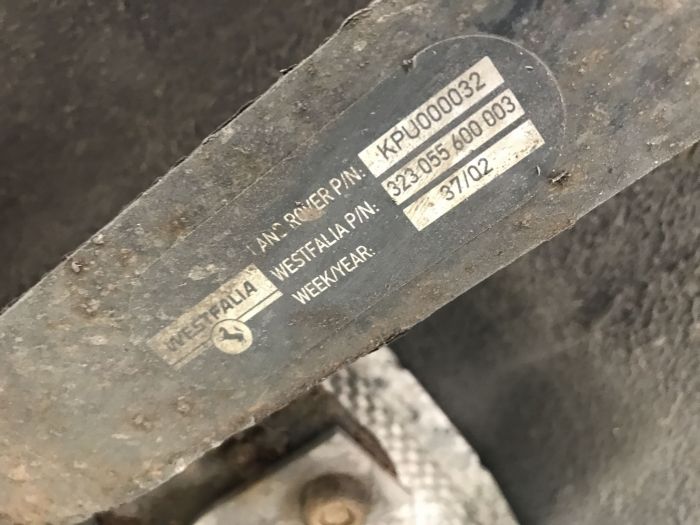 LAND ROVER P/N: KPU000032
WESTFALIA P/N: 323 055 600 003
WEEK/YEAR: 37/02
WESTFALIA